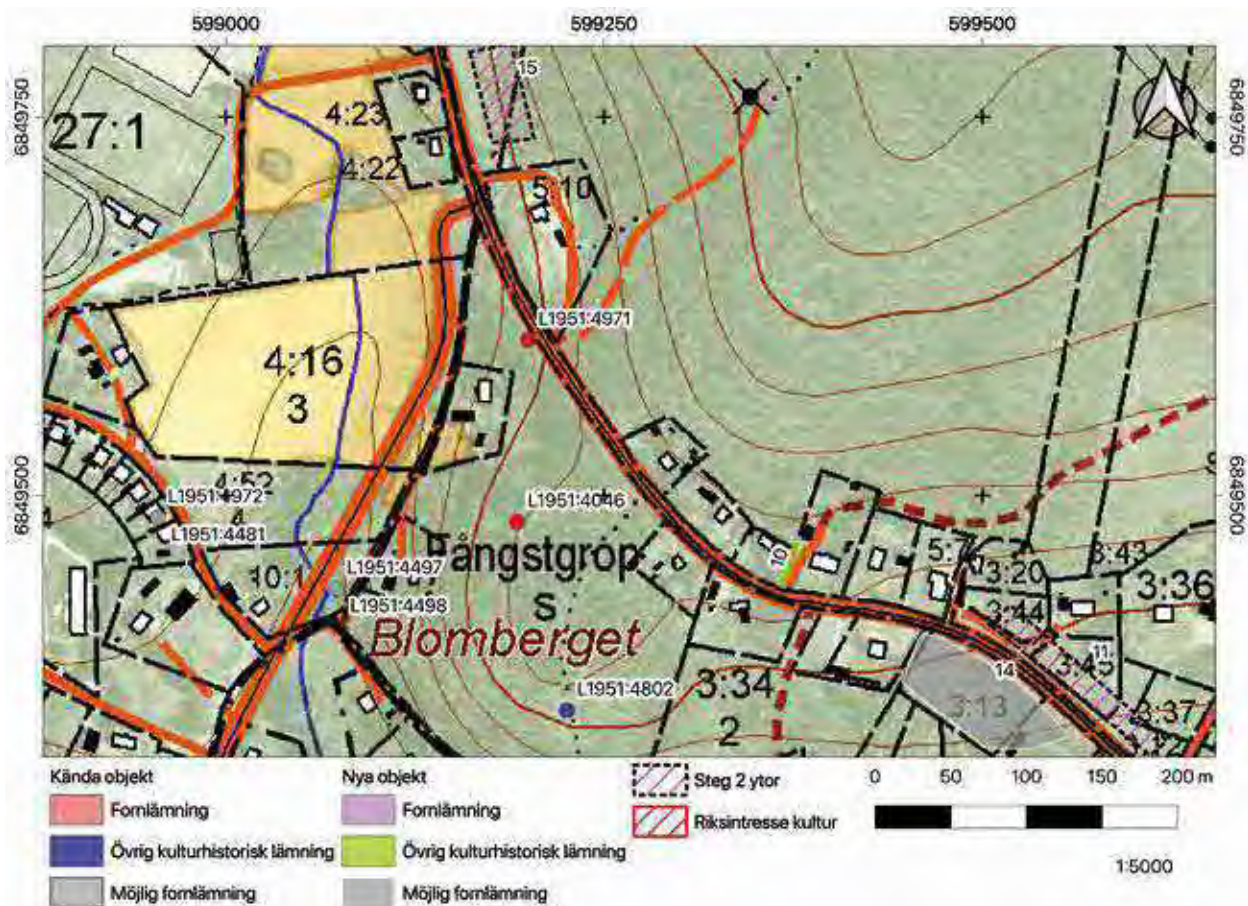 599000 599250 599500
6849750 6849750
15
4:23
27:1
4:22
5:10
L1951:4971
4:16
3
6849500 6849500
4:52
L1951:4972
L1951:4046
L1951:4481
10
5:7
3:43
10:1
L1951:4497
Fångstgrop
3:20
3:36
L1951:4498
s
3:44
Blomberget
11
3:45
14
L1951:4802
3:34
3:13
3:37
2
Kända objekt
Nya objekt
Steg 2 ytor
0 50 100 150 200 m
Fornlämning
Fornlämning
Riksintresse kultur
Övrig kulturhistorisk lämning
Övrig kulturhistorisk lämning
1:5000
Möjlig fornlämning
Möjlig fornlämning